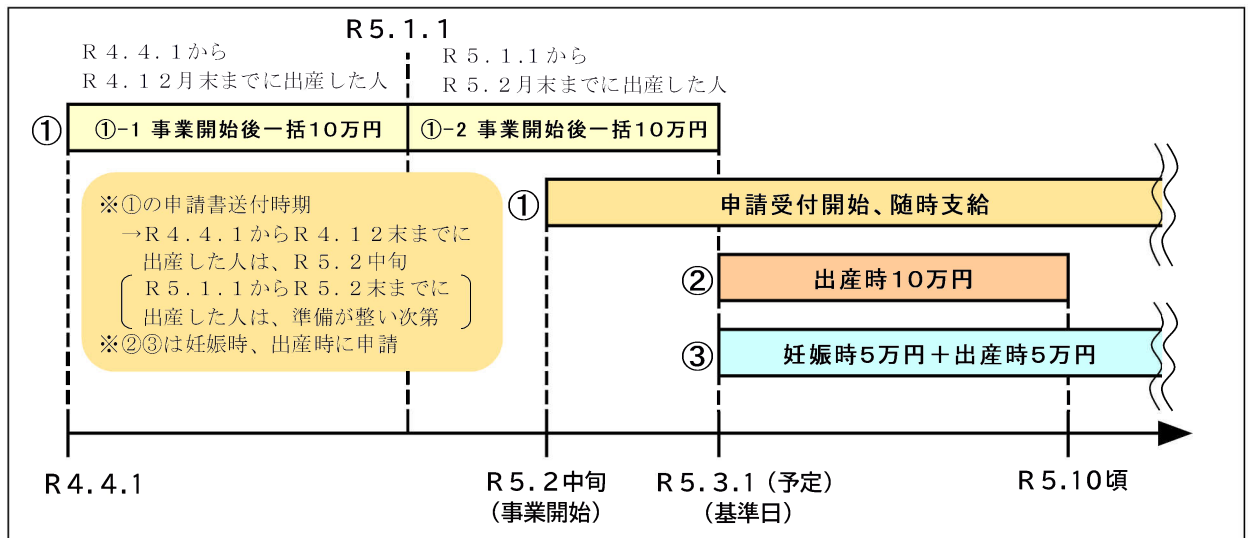 R5.1.1
R4.4.1から
R4.12月末までに出産した人
R5.1.1から
R5.2月末までに出産した人
①
①-1 事業開始後一括10万円
①-2 事業開始後一括10万円
※①の申請書送付時期
→R4.4.1からR4.12末までに
出産した人は、R5.2中旬
R5.1.1からR5.2末までに
出産した人は、準備が整い次第
※②③は妊娠時、出産時に申請
①
申請受付開始、随時支給
②
出産時10万円
③
妊娠時5万円＋出産時5万円
R4.4.1
R5.2中旬
(事業開始)
R5.3.1(予定)
(基準日)
R5.10頃